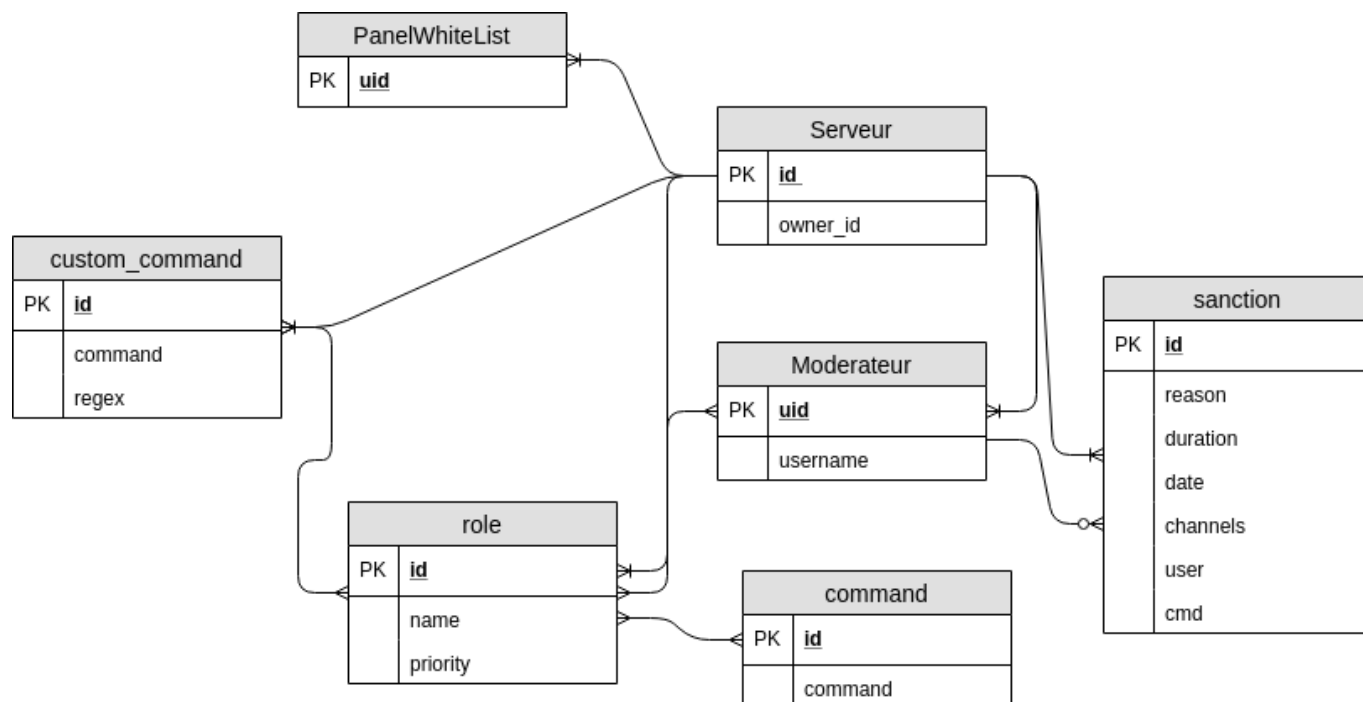 PanelWhiteList
PK uid
Serveur
PK id
owner_id
custom_command
PK id
command
regex
sanction
PK id
reason
duration
date
channels
user
cmd
Moderateur
PK uid
username
role
PK id
name
priority
command
PK id
command